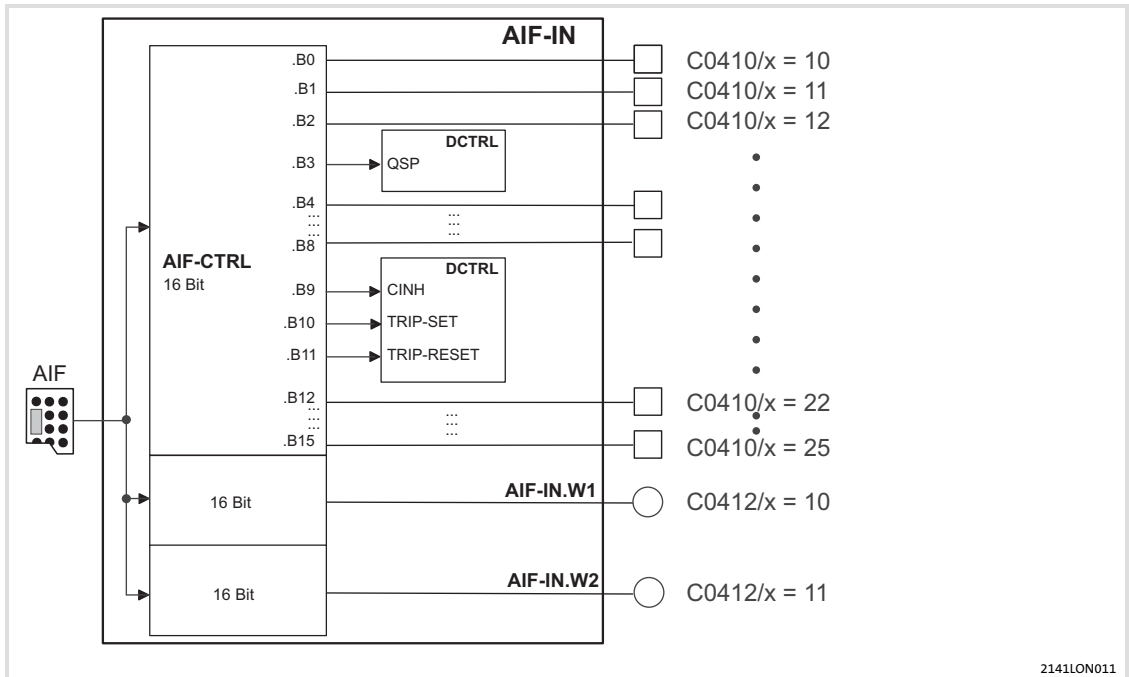 AIF-IN
.B0
C0410/x = 10
.B1
C0410/x = 11
.B2
C0410/x = 12
DCTRL
.B3
QSP
.B4
...
...
...
...
.B8
DCTRL
AIF-CTRL
16 Bit
.B9
CINH
.B10
TRIP-SET
.B11
TRIP-RESET
AIF
.B12
C0410/x = 22
...
...
...
...
.B15
C0410/x = 25
16 Bit
AIF-IN.W1
C0412/x = 10
16 Bit
AIF-IN.W2
C0412/x = 11
2141LON011